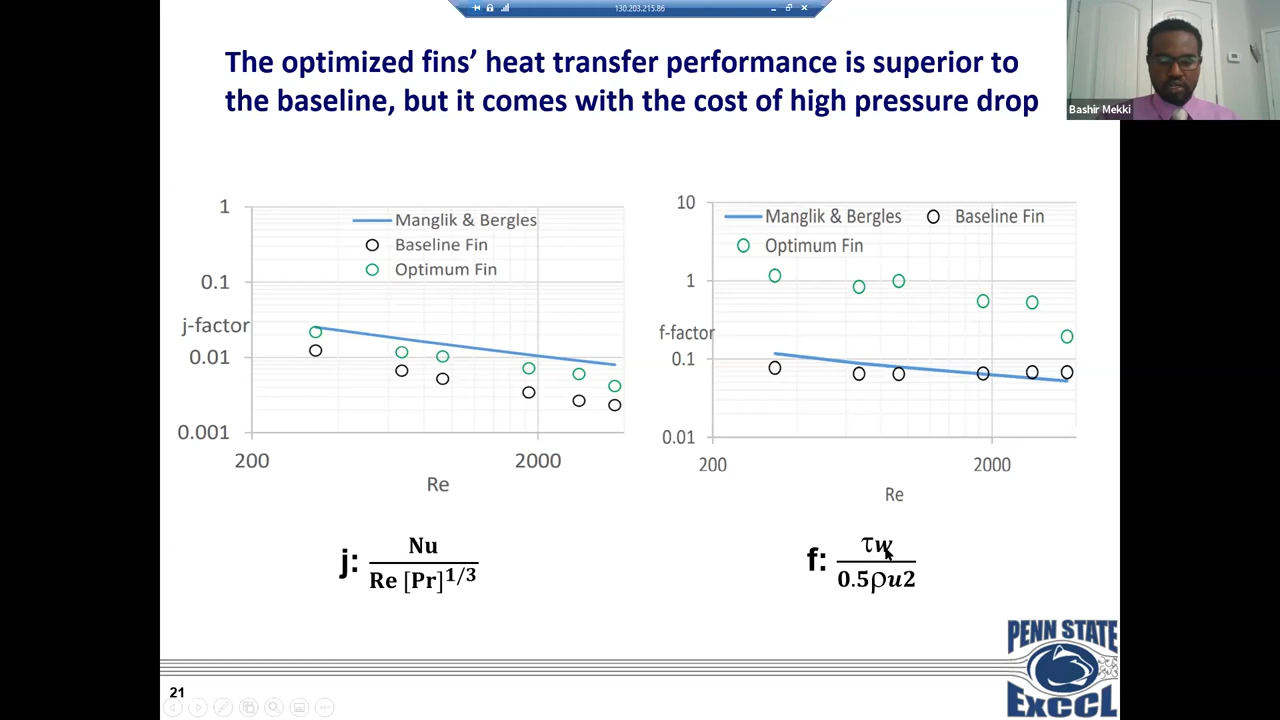 130.203.215.86
The optimized fins' heat transfer performance is superior to
the baseline, but it comes with the cost of high pressure drop
Bashir Mekki
1
0.1
j-factor
0.01
0.001
200
2000
Re
Manglik & Bergles
Baseline Fin
Optimum Fin
10
1
f-factor
0.1
0.01
200
2000
Re
Manglik & Bergles
Baseline Fin
Optimum Fin
j:
Nu
Re [Pr]^1/3
f:
τw
0.5ρu2
PENN STATE
ExCCL
21